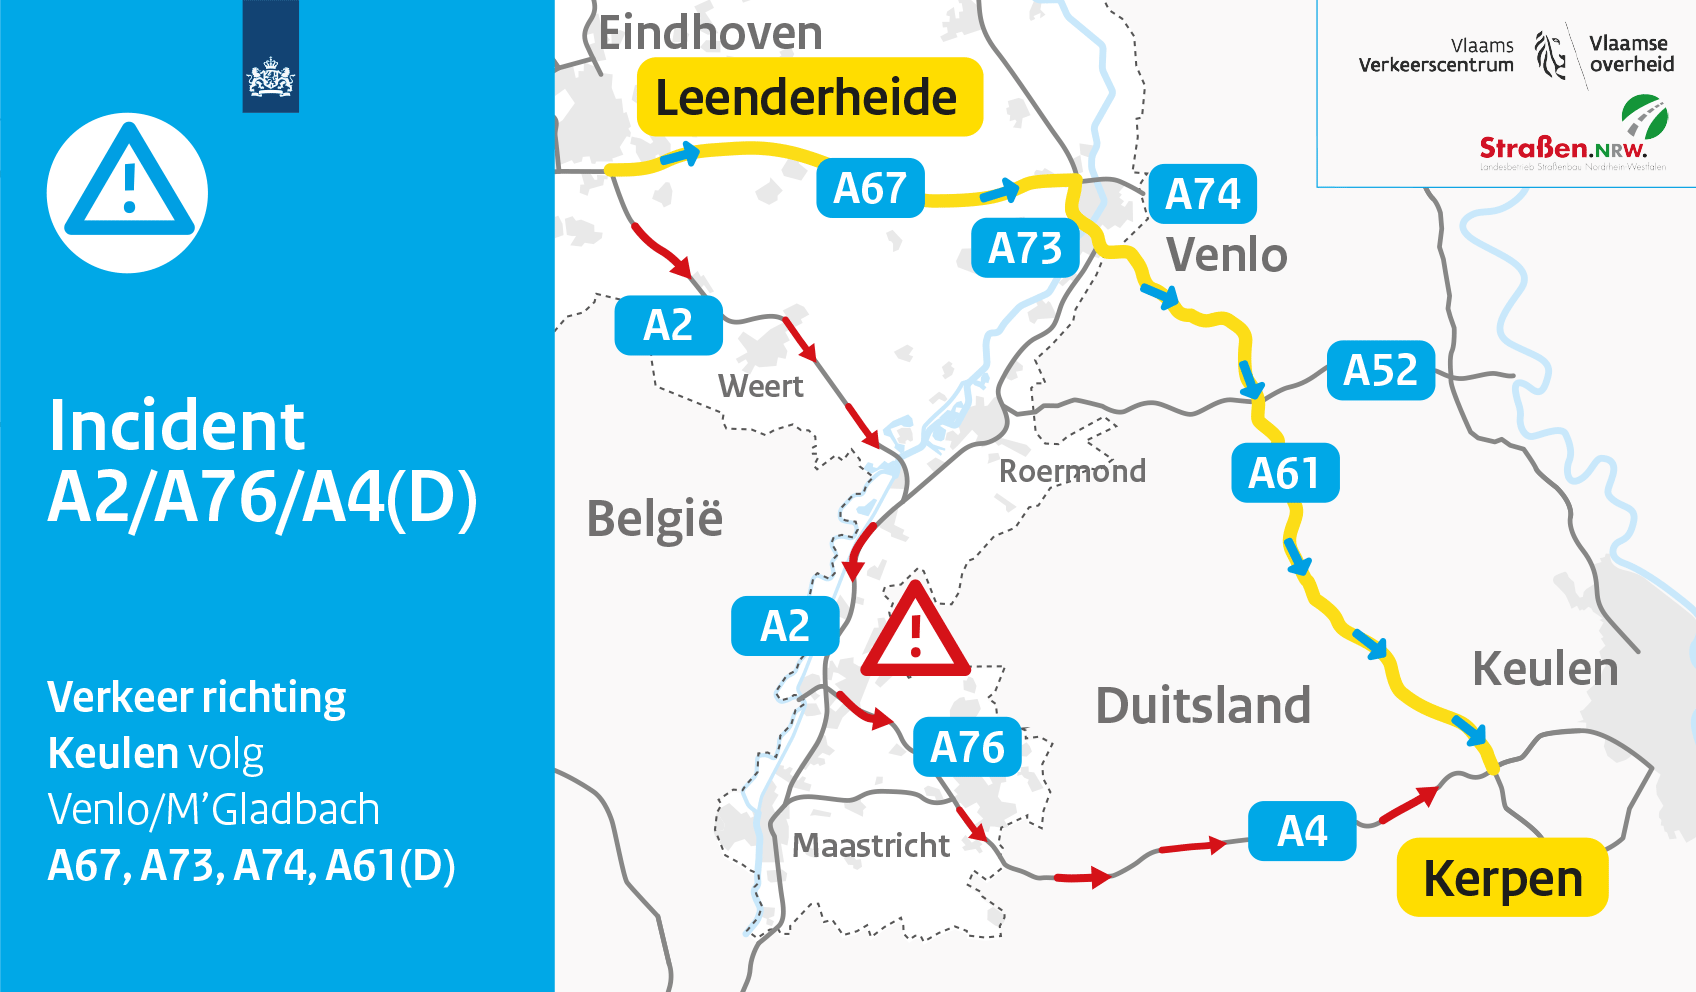 Incident
A2/A76/A4(D)
Verkeer richting
Keulen volg
Venlo/M'Gladbach
A67, A73, A74, A61(D)
Eindhoven
Leenderheide
A67
A74
A73
Venlo
A2
Weert
A52
A61
Roermond
België
A2
Duitsland
Keulen
A76
Maastricht
A4
Kerpen
Vlaams
Verkeerscentrum
Vlaamse
overheid
Straßen.NRW.
Landesbetrieb Straßenbau Nordrhein-Westfalen